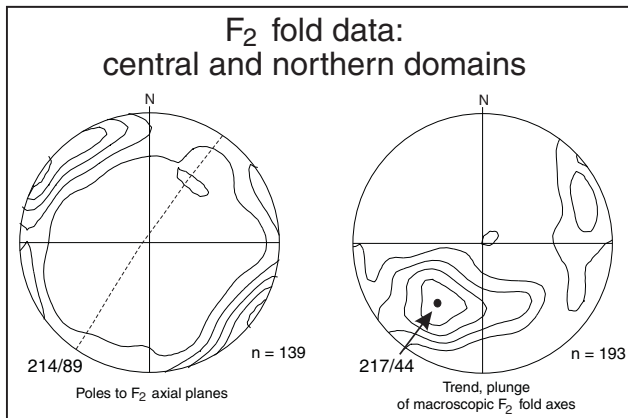 F₂ fold data:
central and northern domains
N
214/89
n = 139
Poles to F₂ axial planes
N
217/44
n = 193
Trend, plunge
of macroscopic F₂ fold axes